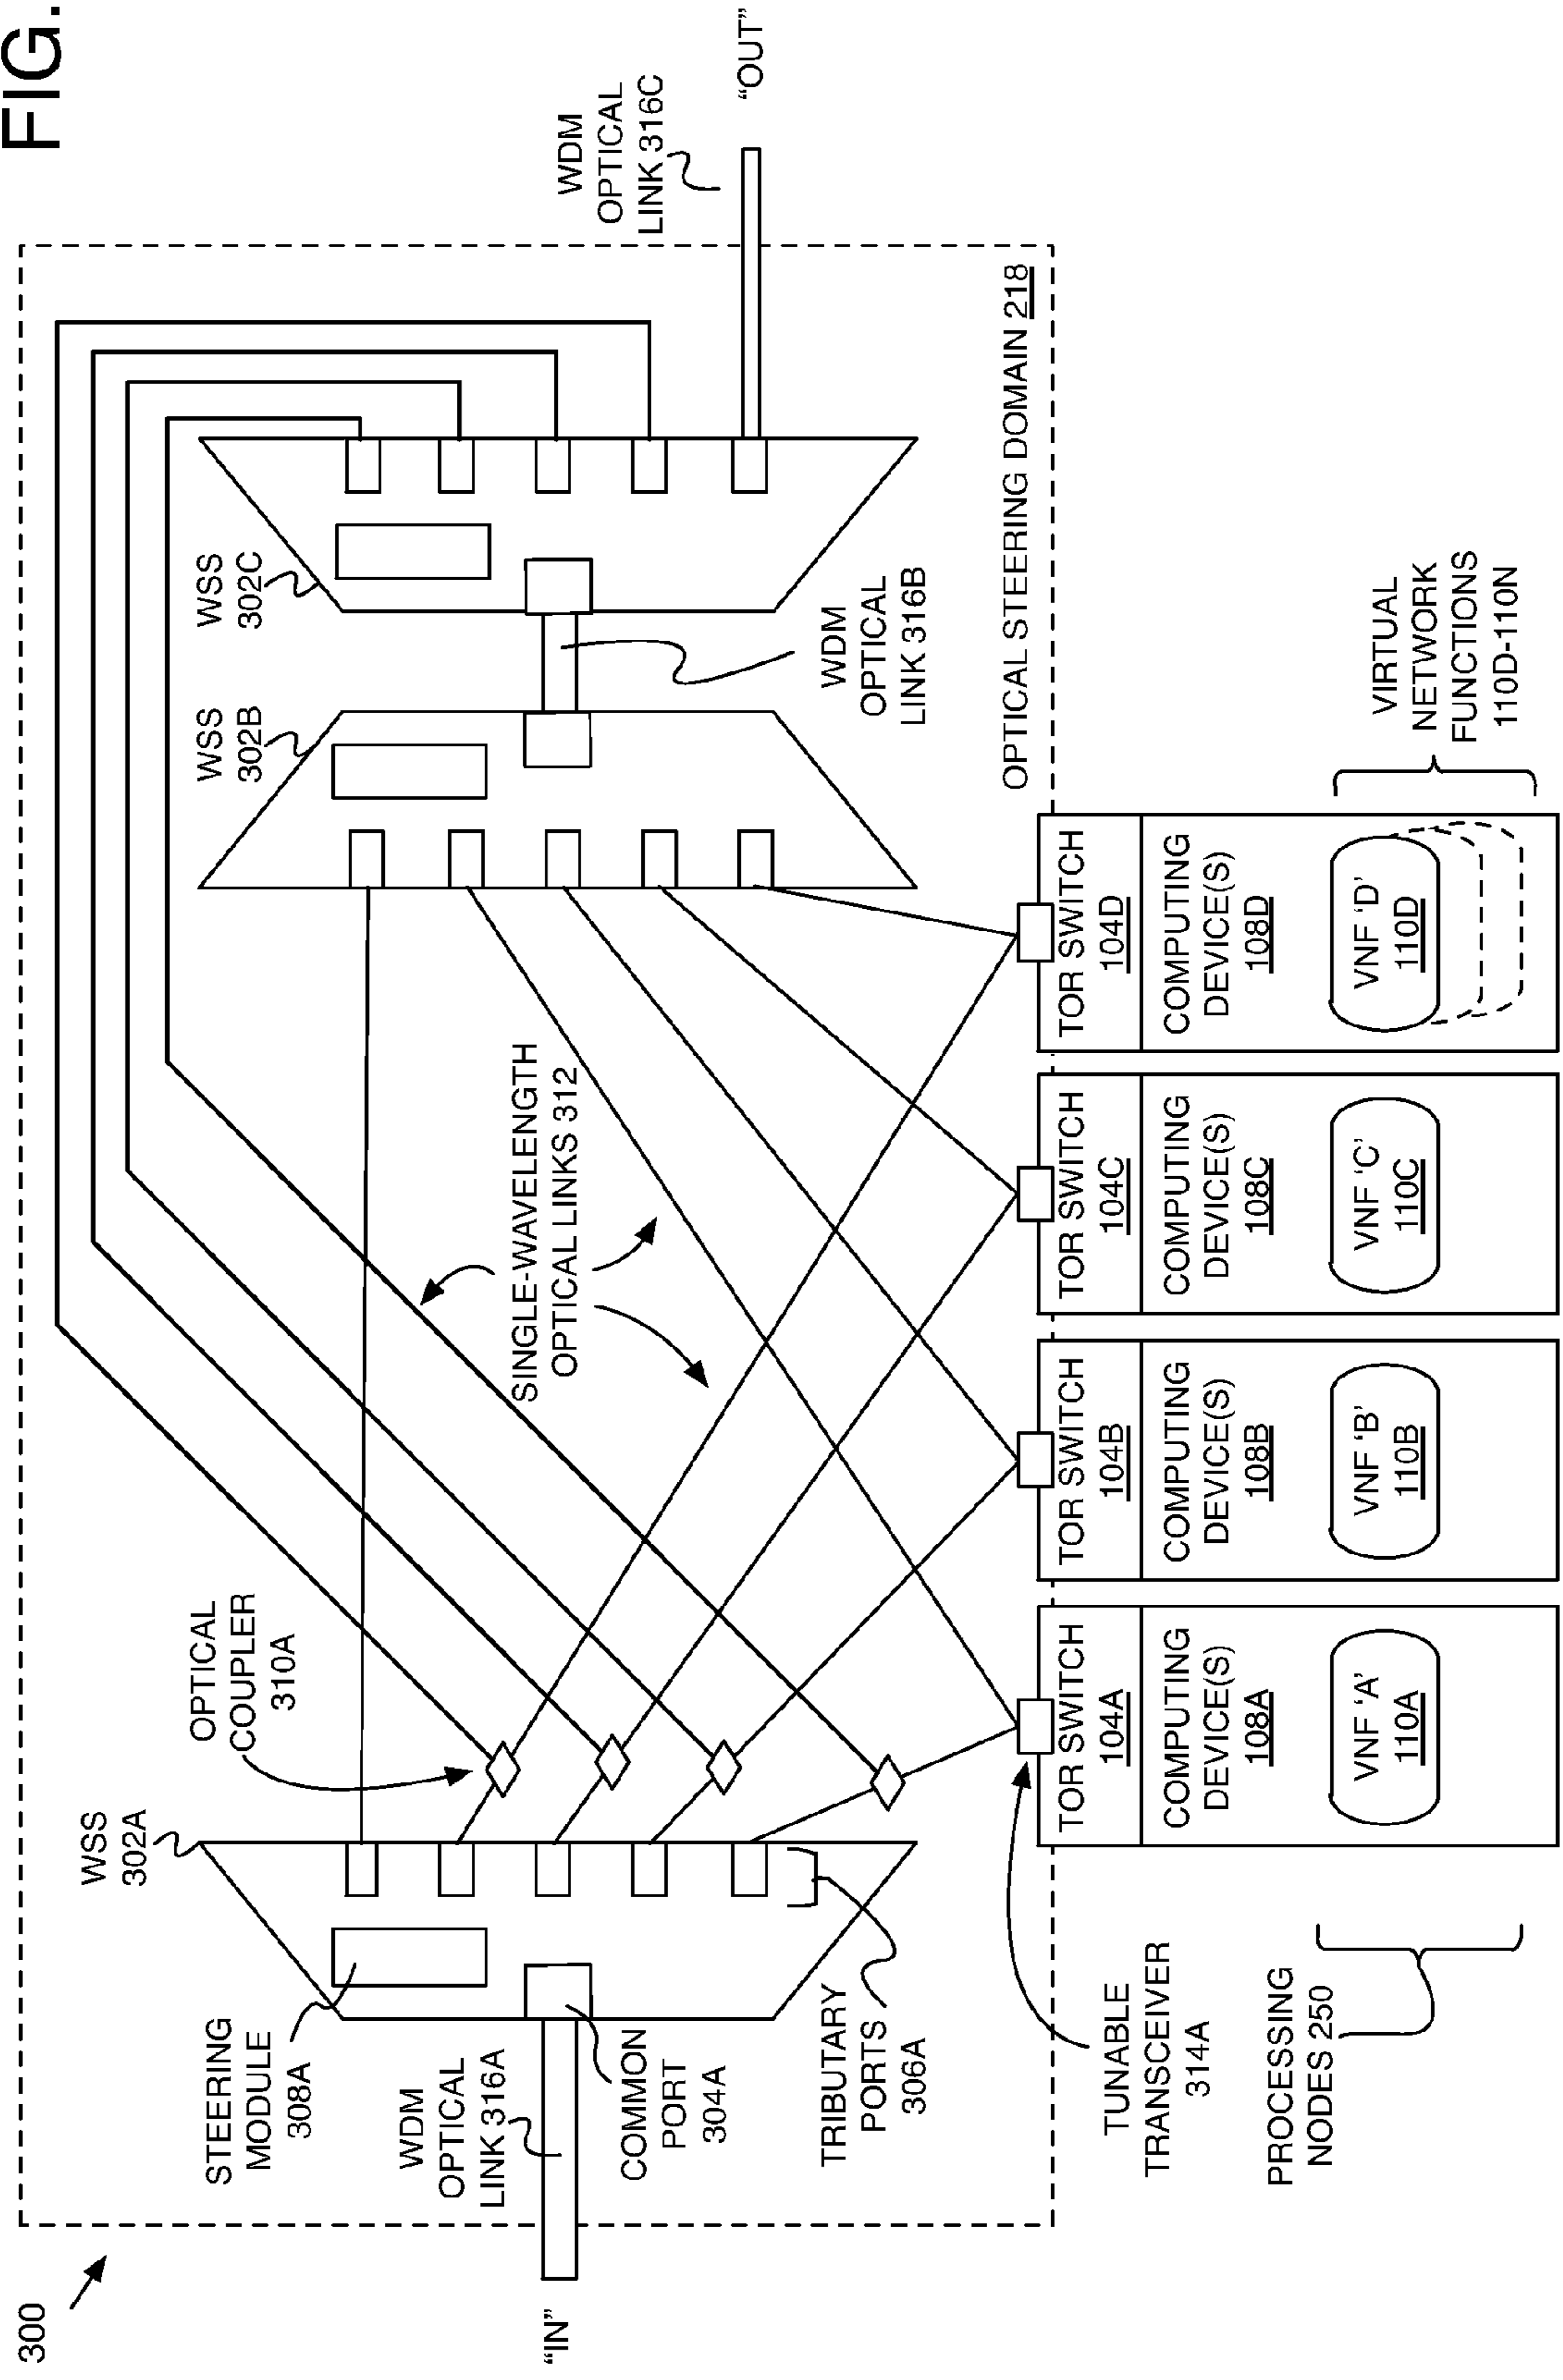 FIG.
300
"IN"
"OUT"
WSS
302A
OPTICAL
COUPLER
310A
WSS
302B
WSS
302C
STEERING
MODULE
308A
WDM
OPTICAL
LINK 316A
COMMON
PORT
304A
TRIBUTARY
PORTS
306A
SINGLE-WAVELENGTH
OPTICAL LINKS 312
WDM
OPTICAL
LINK 316B
WDM
OPTICAL
LINK 316C
OPTICAL STEERING DOMAIN 218
TUNABLE
TRANSCEIVER
314A
PROCESSING
NODES 250
TOR SWITCH
104A
COMPUTING
DEVICE(S)
108A
VNF 'A'
110A
TOR SWITCH
104B
COMPUTING
DEVICE(S)
108B
VNF 'B'
110B
TOR SWITCH
104C
COMPUTING
DEVICE(S)
108C
VNF 'C'
110C
TOR SWITCH
104D
COMPUTING
DEVICE(S)
108D
VNF 'D'
110D
VIRTUAL
NETWORK
FUNCTIONS
110D-110N